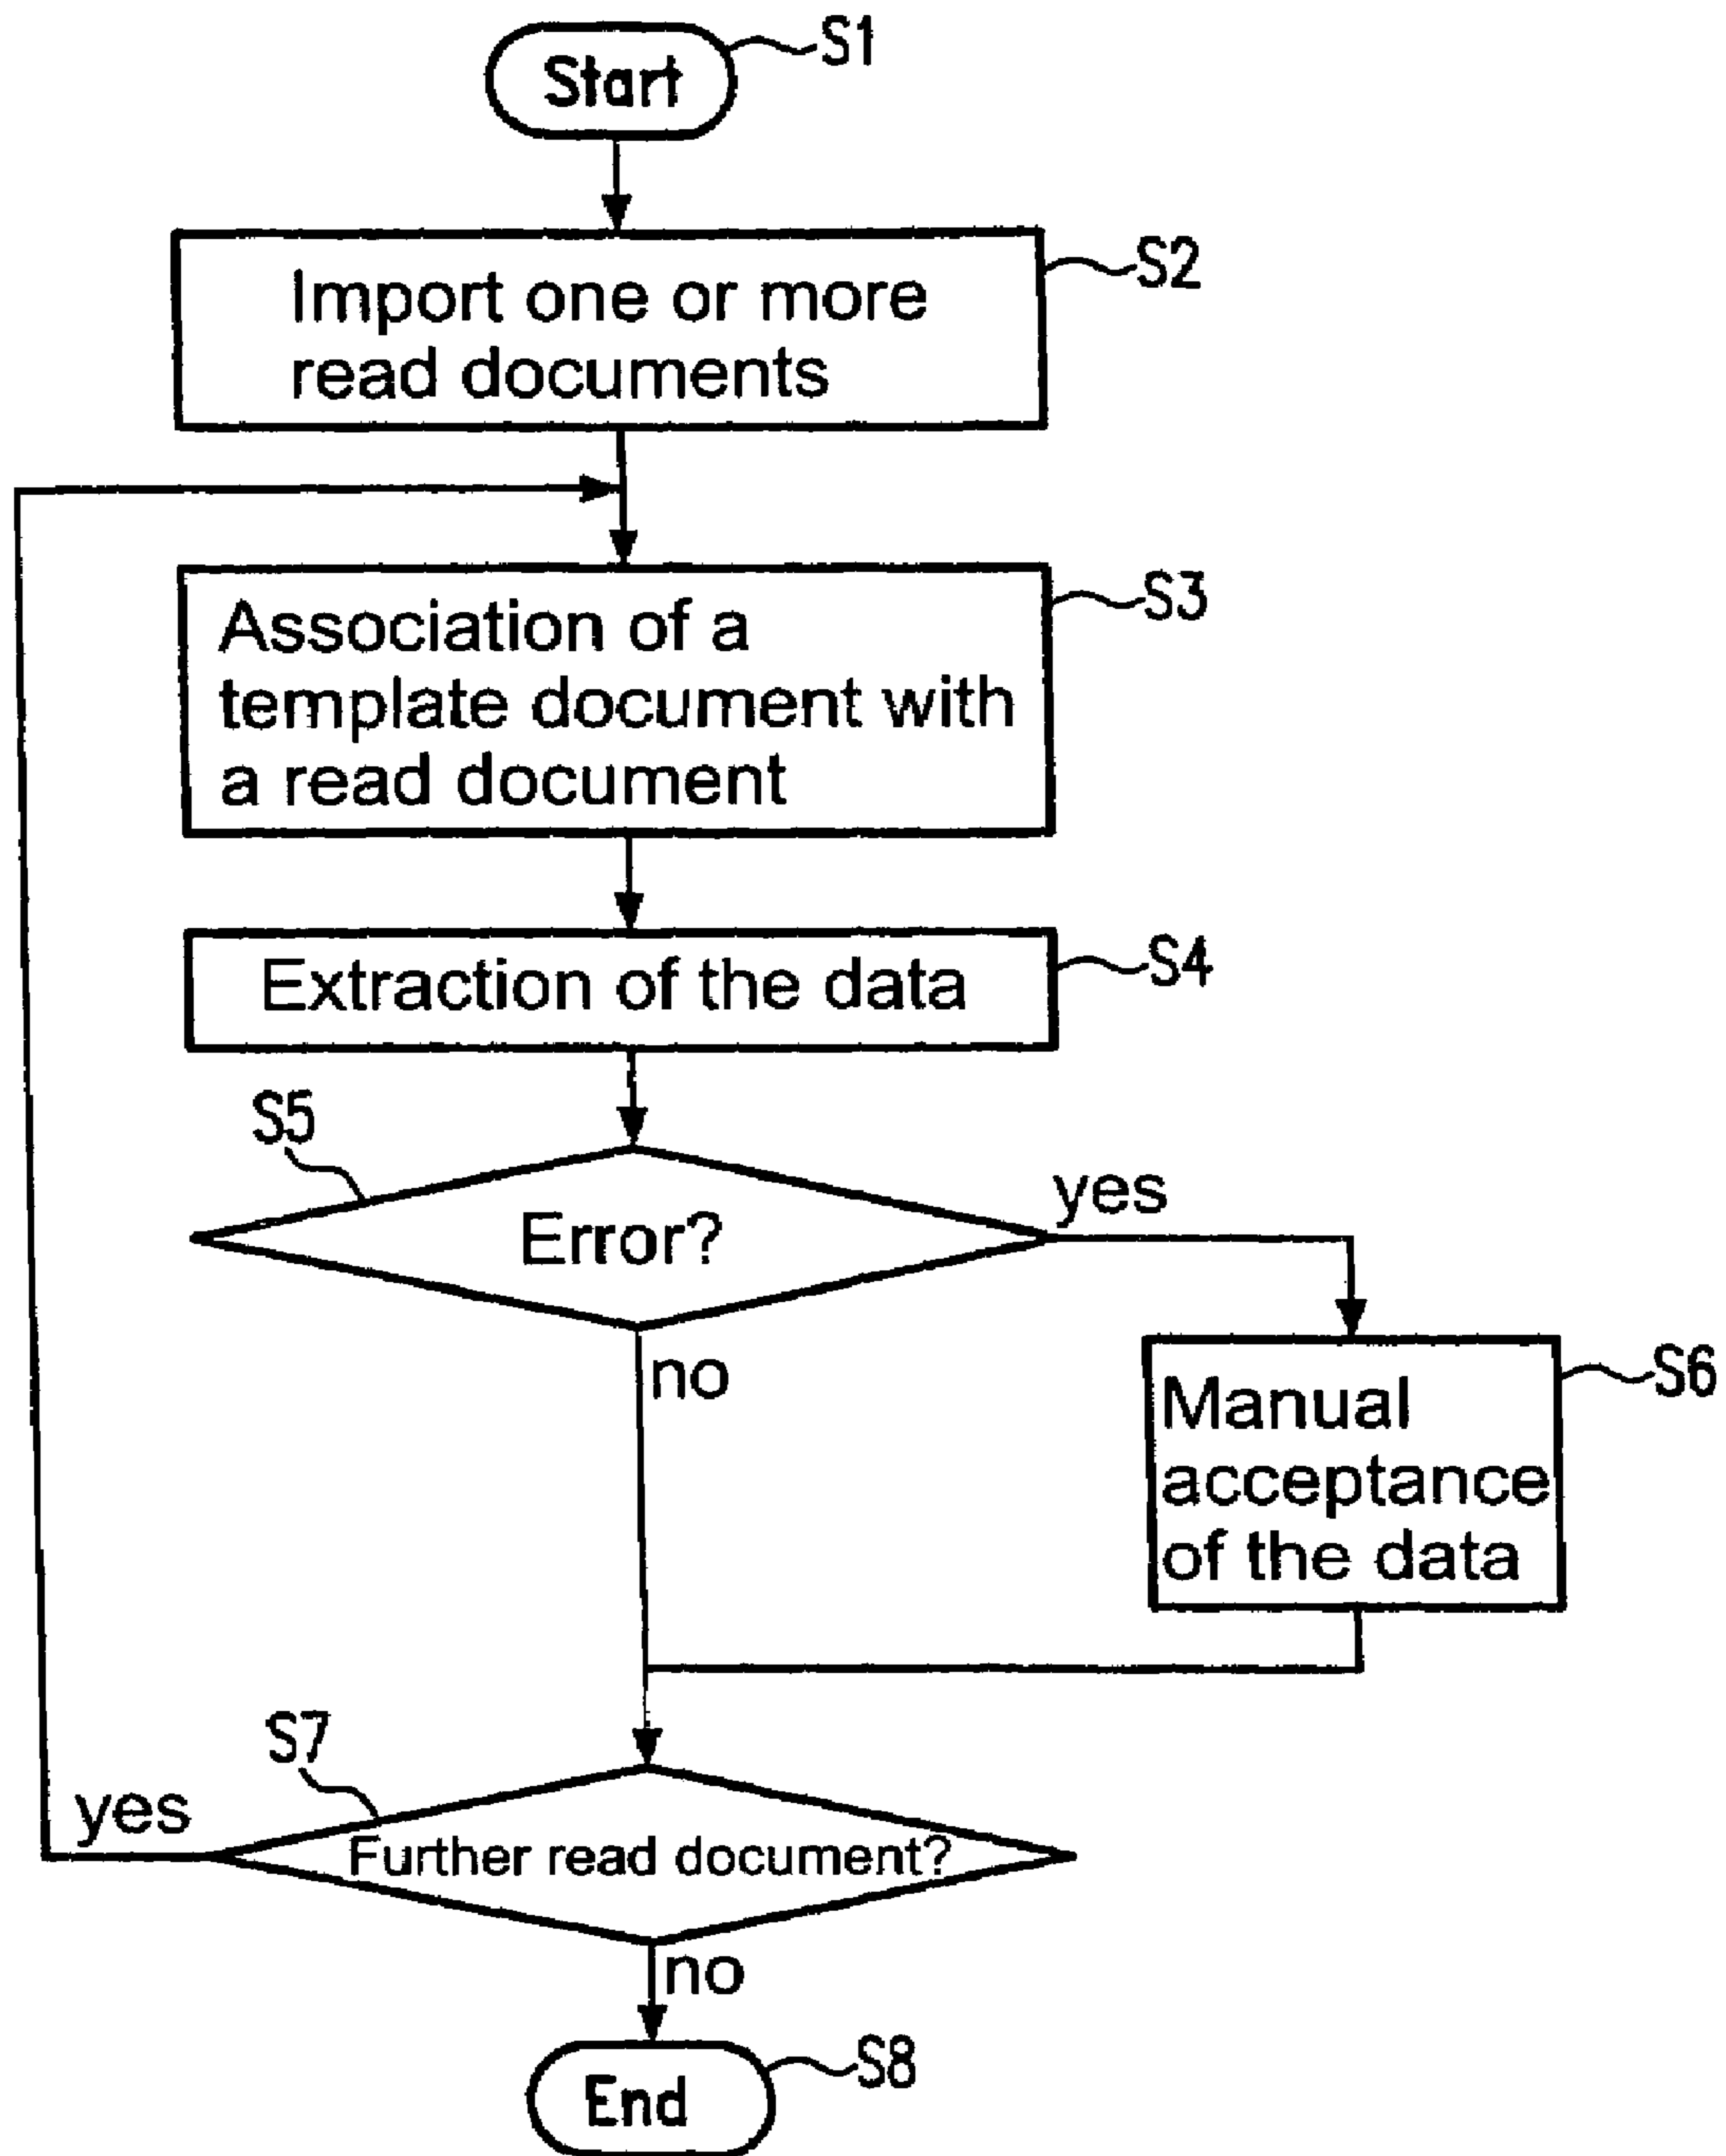 Start
S1
Import one or more
read documents
S2
Association of a
template document with
a read document
S3
Extraction of the data
S4
S5
Error?
yes
no
Manual
acceptance
of the data
S6
S7
yes
Further read document?
no
End
S8